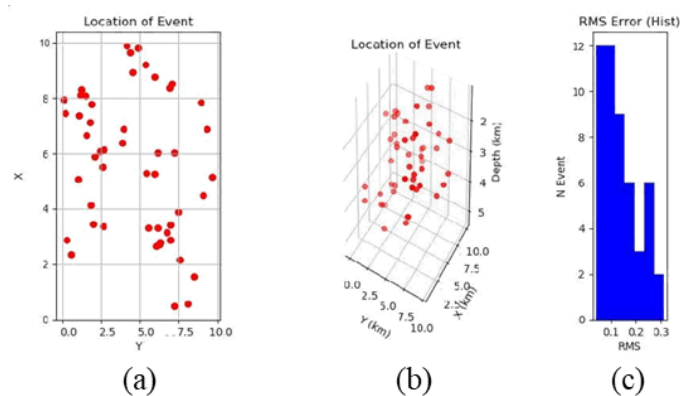 Location of Event
10
8
6
4
2
0
X
0.0 2.5 5.0 7.5 10.0
Y
(a)
Location of Event
2
3
4
5
Depth (km)
10.0
7.5
5.0
2.5
0.0
X (km)
0.0
2.5
5.0
7.5
10.0
Y (km)
(b)
RMS Error (Hist)
12
10
8
6
4
2
0
N Event
0.1 0.2 0.3
RMS
(c)